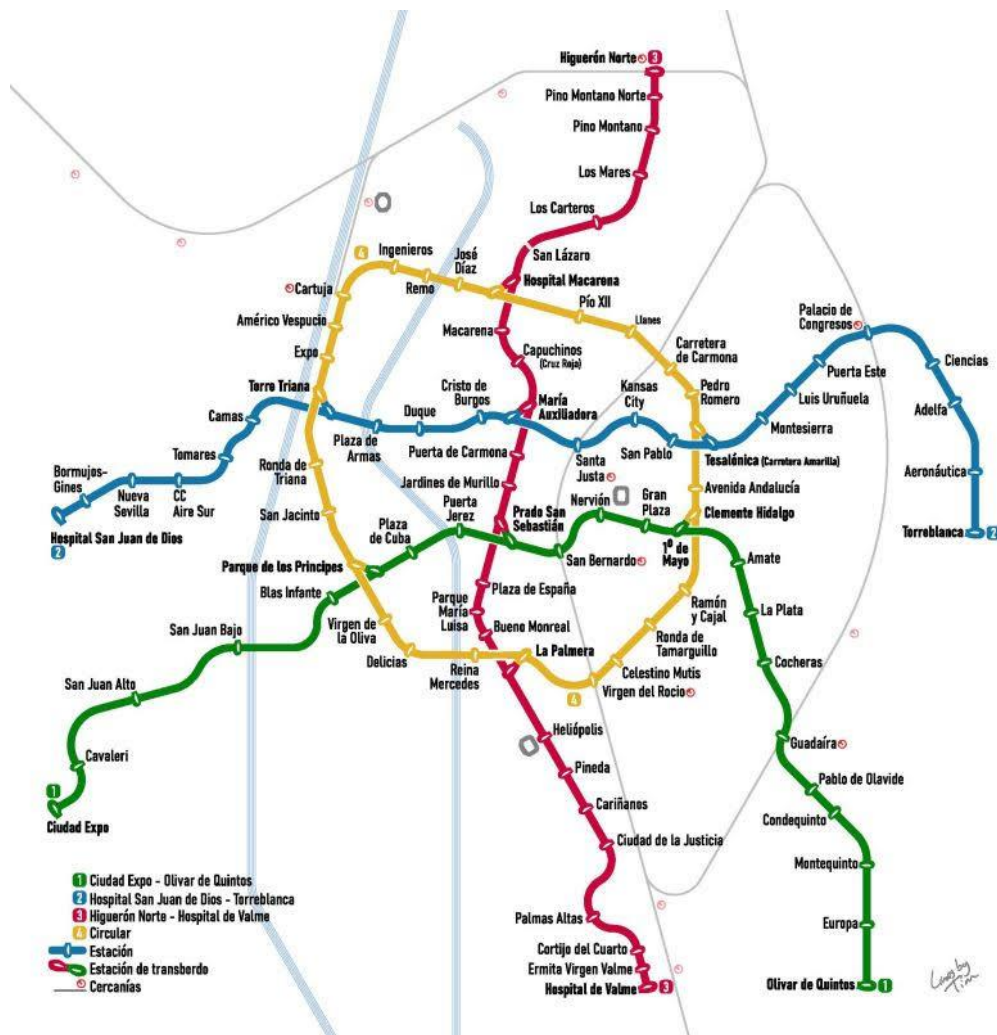 Higuerón Norte 3
Pino Montano Norte
Pino Montano
Los Mares
Los Carteros
San Lázaro
Hospital Macarena
4
Ingenieros
José
Díaz
Remo
Cartuja
Américo Vespucio
Expo
Torre Triana
Pío XII
Llanes
Macarena
Capuchinos
(Cruz Roja)
Carretera
de Carmona
Pedro
Romero
Palacio de
Congresos
Puerta Este
Luis Uruñuela
Montesierra
Ciencias
Adelfa
Aeronáutica
Torreblanca 2
Camas
Tomares
Bormujos-
Gines
Nueva
Sevilla
CC
Aire Sur
Hospital San Juan de Dios
2
Plaza de
Armas
Duque
Cristo de
Burgos
María
Auxiliadora
Kansas
City
Santa
Justa
San Pablo
Tesalónica (Carretera Amarilla)
Puerta de Carmona
Jardines de Murillo
Ronda de
Triana
San Jacinto
Avenida Andalucía
Nervión
Gran
Plaza
Clemente Hidalgo
1º de
Mayo
Puerta
Jerez
Plaza
de Cuba
Prado San
Sebastián
San Bernardo
Parque de los Principes
Blas Infante
Amate
La Plata
Cocheras
Plaza de España
Parque
María
Luisa
Bueno Monreal
Ramón
y Cajal
Ronda de
Tamarguillo
Celestino Mutis
Virgen del Rocio
4
La Palmera
Reina
Mercedes
Delicias
Virgen de
la Oliva
San Juan Bajo
San Juan Alto
Cavaleri
1
Ciudad Expo
Heliópolis
Pineda
Cariñanos
Ciudad de la Justicia
Palmas Altas
Cortijo del Cuarto
Ermita Virgen Valme
Hospital de Valme 3
Guadaíra
Pablo de Olavide
Condequinto
Montequinto
Europa
Olivar de Quintos 1
1 Ciudad Expo - Olivar de Quintos
2 Hospital San Juan de Dios - Torreblanca
3 Higuerón Norte - Hospital de Valme
4 Circular
Estación
Estación de transbordo
Cercanías